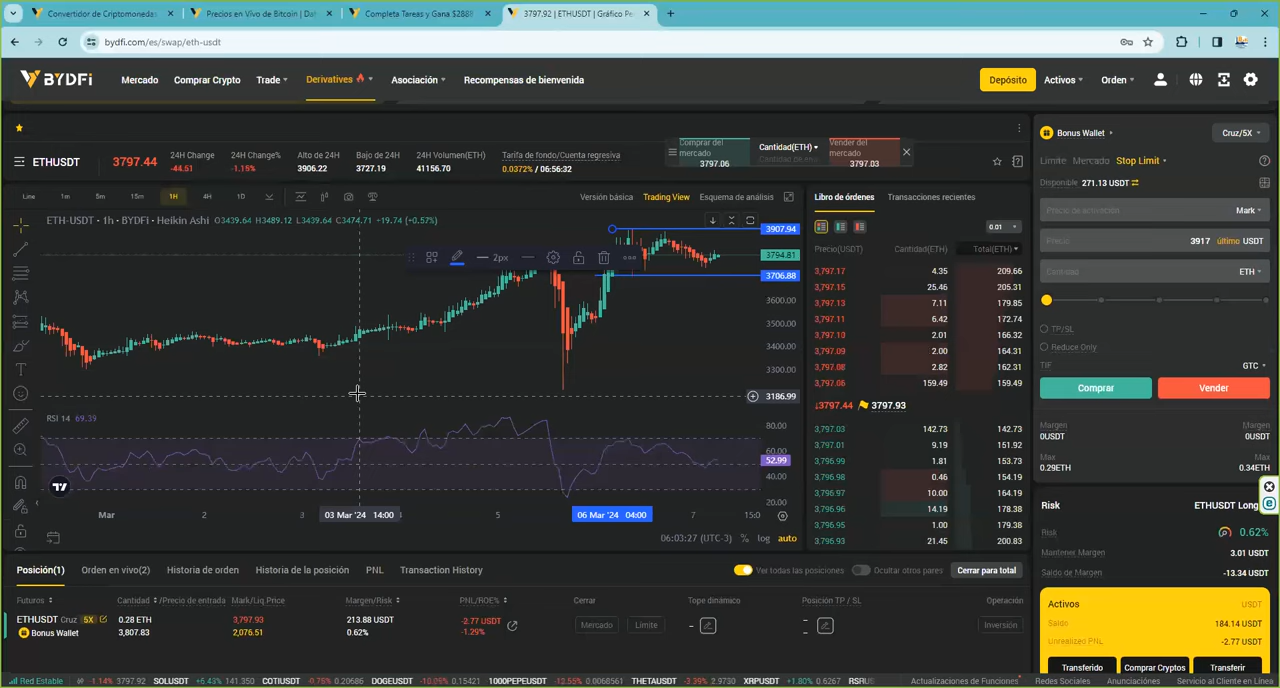 Convertidor de Criptomonedas
Precios en Vivo de Bitcoin | Dat
Completa Tareas y Gana $288!!
3797,92 | ETHUSDT | Gráfico Pe
bydfi.com/es/swap/eth-usdt
BYDFi
Mercado
Comprar Crypto
Trade
Derivatives
Asociación
Recompensas de bienvenida
Depósito
Activos
Orden
ETHUSDT
3797.44
24H Change
-44.51
24H Change%
-1.15%
Alto de 24H
3906.22
Bajo de 24H
3727.19
24H Volumen(ETH)
41156.70
Tarifa de fondo/Cuenta regresiva
0.0372% / 06:56:32
Comprar del mercado
3797.06
Cantidad(ETH)
Vender del mercado
3797.03
Line
1m
5m
15m
1H
4H
1D
Versión básica
Trading View
Esquema de análisis
ETH-USDT · 1h · BYDFi · Heikin Ashi O3439.64 H3489.12 L3439.64 C3474.71 +19.74 (+0.57%)
2px
3907.94
3794.81
3706.88
3600.00
3500.00
3400.00
3300.00
3186.99
RSI 14 69.39
80.00
60.00
52.99
40.00
20.00
Mar
2
3
03 Mar '24 14:00
5
06 Mar '24 04:00
7
15:0
06:03:27 (UTC-3)
%
log
auto
Libro de órdenes
Transacciones recientes
0.01
Precio(USDT) Cantidad(ETH) Total(ETH)
3,797.17 4.35 209.66
3,797.15 25.46 205.31
3,797.13 7.11 179.85
3,797.11 6.42 172.74
3,797.10 2.01 166.32
3,797.09 2.00 164.31
3,797.08 2.82 162.31
3,797.06 159.49 159.49
↓3797.44 3797.93
3,797.03 142.73 142.73
3,797.01 9.19 151.92
3,796.99 1.81 153.73
3,796.98 0.46 154.19
3,796.97 10.00 164.19
3,796.96 14.19 178.38
3,796.95 1.00 179.38
3,796.93 21.45 200.83
Bonus Wallet
Cruz/5X
Límite
Mercado
Stop Limit
Disponible 271.13 USDT
Precio de activación
Mark
Precio
3917 último USDT
Cantidad
ETH
TP/SL
Reduce Only
TIF
GTC
Comprar
Vender
Margen
0USDT
Margen
0USDT
Max
0.29ETH
Max
0.34ETH
Risk
ETHUSDT Long
Risk
0.62%
Mantener Margen
3.01 USDT
Saldo de Margen
-13.34 USDT
Activos
USDT
Saldo
184.14 USDT
Unrealized PNL
-2.77 USDT
Transferido
Comprar Cryptos
Transferir
Posición(1)
Orden en vivo(2)
Historia de orden
Historia de la posición
PNL
Transaction History
Ver todas las posiciones
Ocultar otros pares
Cerrar para total
Futuros
Cantidad
/Precio de entrada
Mark/Liq.Price
Margen/Risk
PNL/ROE%
Cerrar
Tope dinámico
Posición TP / SL
Operación
ETHUSDT Cruz 5X
Bonus Wallet
0.28 ETH
3,807.83
3,797.93
2,076.51
213.88 USDT
0.62%
-2.77 USDT
-1.29%
Mercado
Límite
–
–
–
Inversión
Red Estable
-1.14% 3797.92 SOLUSDT +6.43% 141.350 COTIUSDT -0.75% 0.20686 DOGEUSDT -10.05% 0.15421 1000PEPEUSDT -12.55% 0.0068561 THETAUSDT -3.39% 2.9730 XRPUSDT +1.80% 0.6267 RSRUS
Actualizaciones de Funciones
Redes Sociales
Anunciaciónes
Servicio al Cliente en Línea